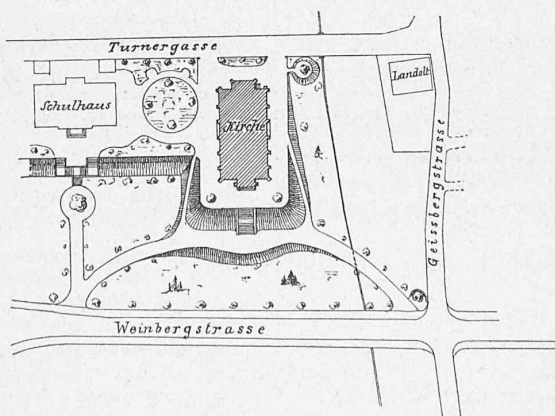 Turnergasse
Landolt
Schulhaus
Kirche
Geissbergstrasse
Weinbergstrasse